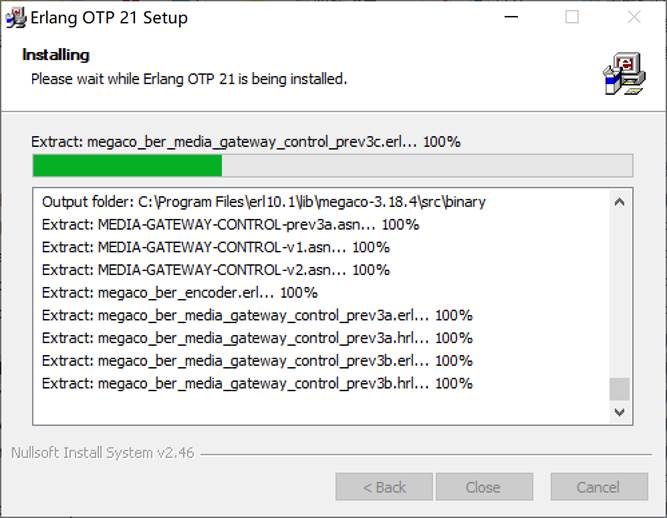 Erlang OTP 21 Setup
Installing
Please wait while Erlang OTP 21 is being installed.
Extract: megaco_ber_media_gateway_control_prev3c.erl... 100%
Output folder: C:\Program Files\erl10.1\lib\megaco-3.18.4\src\binary
Extract: MEDIA-GATEWAY-CONTROL-prev3a.asn... 100%
Extract: MEDIA-GATEWAY-CONTROL-v1.asn... 100%
Extract: MEDIA-GATEWAY-CONTROL-v2.asn... 100%
Extract: megaco_ber_encoder.erl... 100%
Extract: megaco_ber_media_gateway_control_prev3a.erl... 100%
Extract: megaco_ber_media_gateway_control_prev3a.hrl... 100%
Extract: megaco_ber_media_gateway_control_prev3b.erl... 100%
Extract: megaco_ber_media_gateway_control_prev3b.hrl... 100%
Nullsoft Install System v2.46
< Back Close Cancel